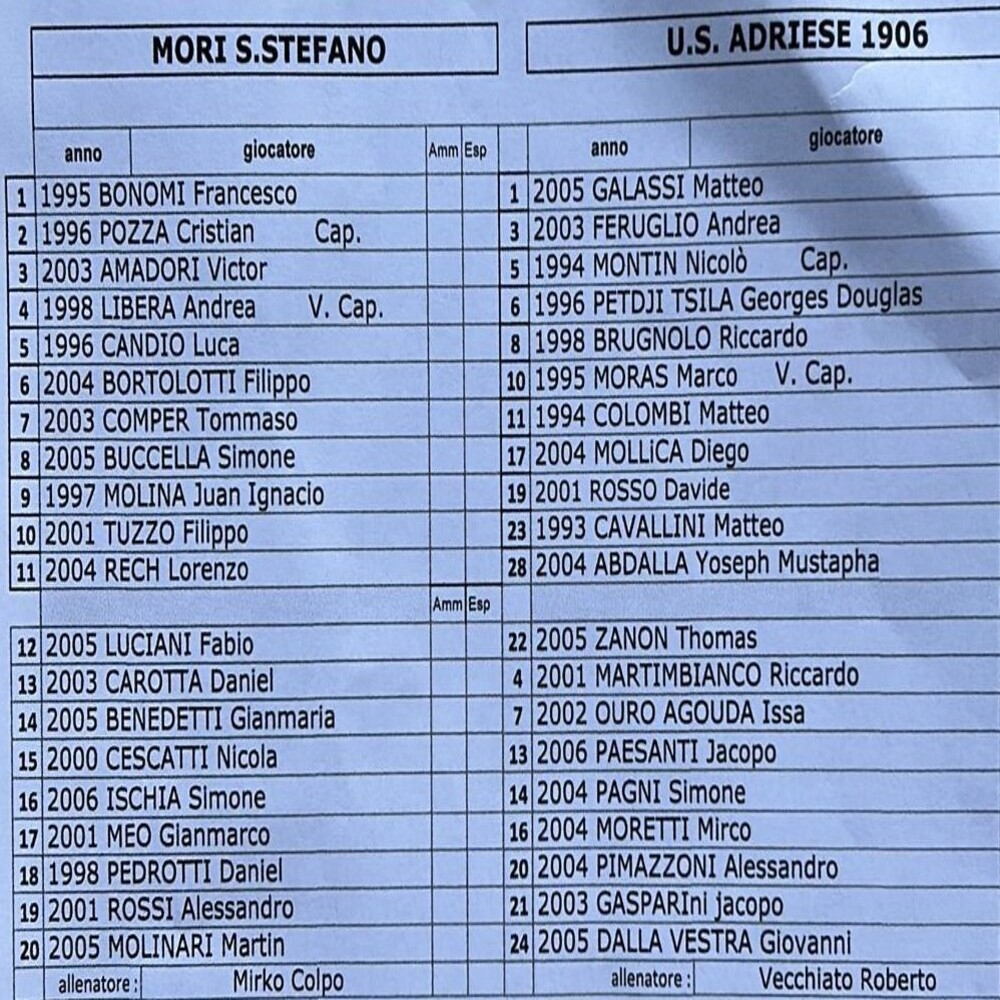 MORI S.STEFANO U.S. ADRIESE 1906
anno giocatore Amm Esp anno giocatore
1 1995 BONOMI Francesco 1 2005 GALASSI Matteo
2 1996 POZZA Cristian Cap. 3 2003 FERUGLIO Andrea
3 2003 AMADORI Victor 5 1994 MONTIN Nicolò Cap.
4 1998 LIBERA Andrea V. Cap. 6 1996 PETDJI TSILA Georges Douglas
5 1996 CANDIO Luca 8 1998 BRUGNOLO Riccardo
6 2004 BORTOLOTTI Filippo 10 1995 MORAS Marco V. Cap.
7 2003 COMPER Tommaso 11 1994 COLOMBI Matteo
8 2005 BUCCELLA Simone 17 2004 MOLLiCA Diego
9 1997 MOLINA Juan Ignacio 19 2001 ROSSO Davide
10 2001 TUZZO Filippo 23 1993 CAVALLINI Matteo
11 2004 RECH Lorenzo 28 2004 ABDALLA Yoseph Mustapha
Amm Esp
12 2005 LUCIANI Fabio 22 2005 ZANON Thomas
13 2003 CAROTTA Daniel 4 2001 MARTIMBIANCO Riccardo
14 2005 BENEDETTI Gianmaria 7 2002 OURO AGOUDA Issa
15 2000 CESCATTI Nicola 13 2006 PAESANTI Jacopo
16 2006 ISCHIA Simone 14 2004 PAGNI Simone
17 2001 MEO Gianmarco 16 2004 MORETTI Mirco
18 1998 PEDROTTI Daniel 20 2004 PIMAZZONI Alessandro
19 2001 ROSSI Alessandro 21 2003 GASPARIni jacopo
20 2005 MOLINARI Martin 24 2005 DALLA VESTRA Giovanni
allenatore : Mirko Colpo allenatore : Vecchiato Roberto